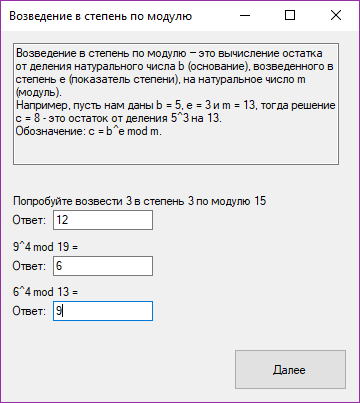 Возведение в степень по модулю
Возведение в степень по модулю – это вычисление остатка
от деления натурального числа b (основание), возведенного в
степень e (показатель степени), на натуральное число m
(модуль).
Например, пусть нам даны b = 5, e = 3 и m = 13, тогда решение
c = 8 - это остаток от деления 5^3 на 13.
Обозначение: c = b^e mod m.
Попробуйте возвести 3 в степень 3 по модулю 15
Ответ: 12
9^4 mod 19 =
Ответ: 6
6^4 mod 13 =
Ответ: 9
Далее